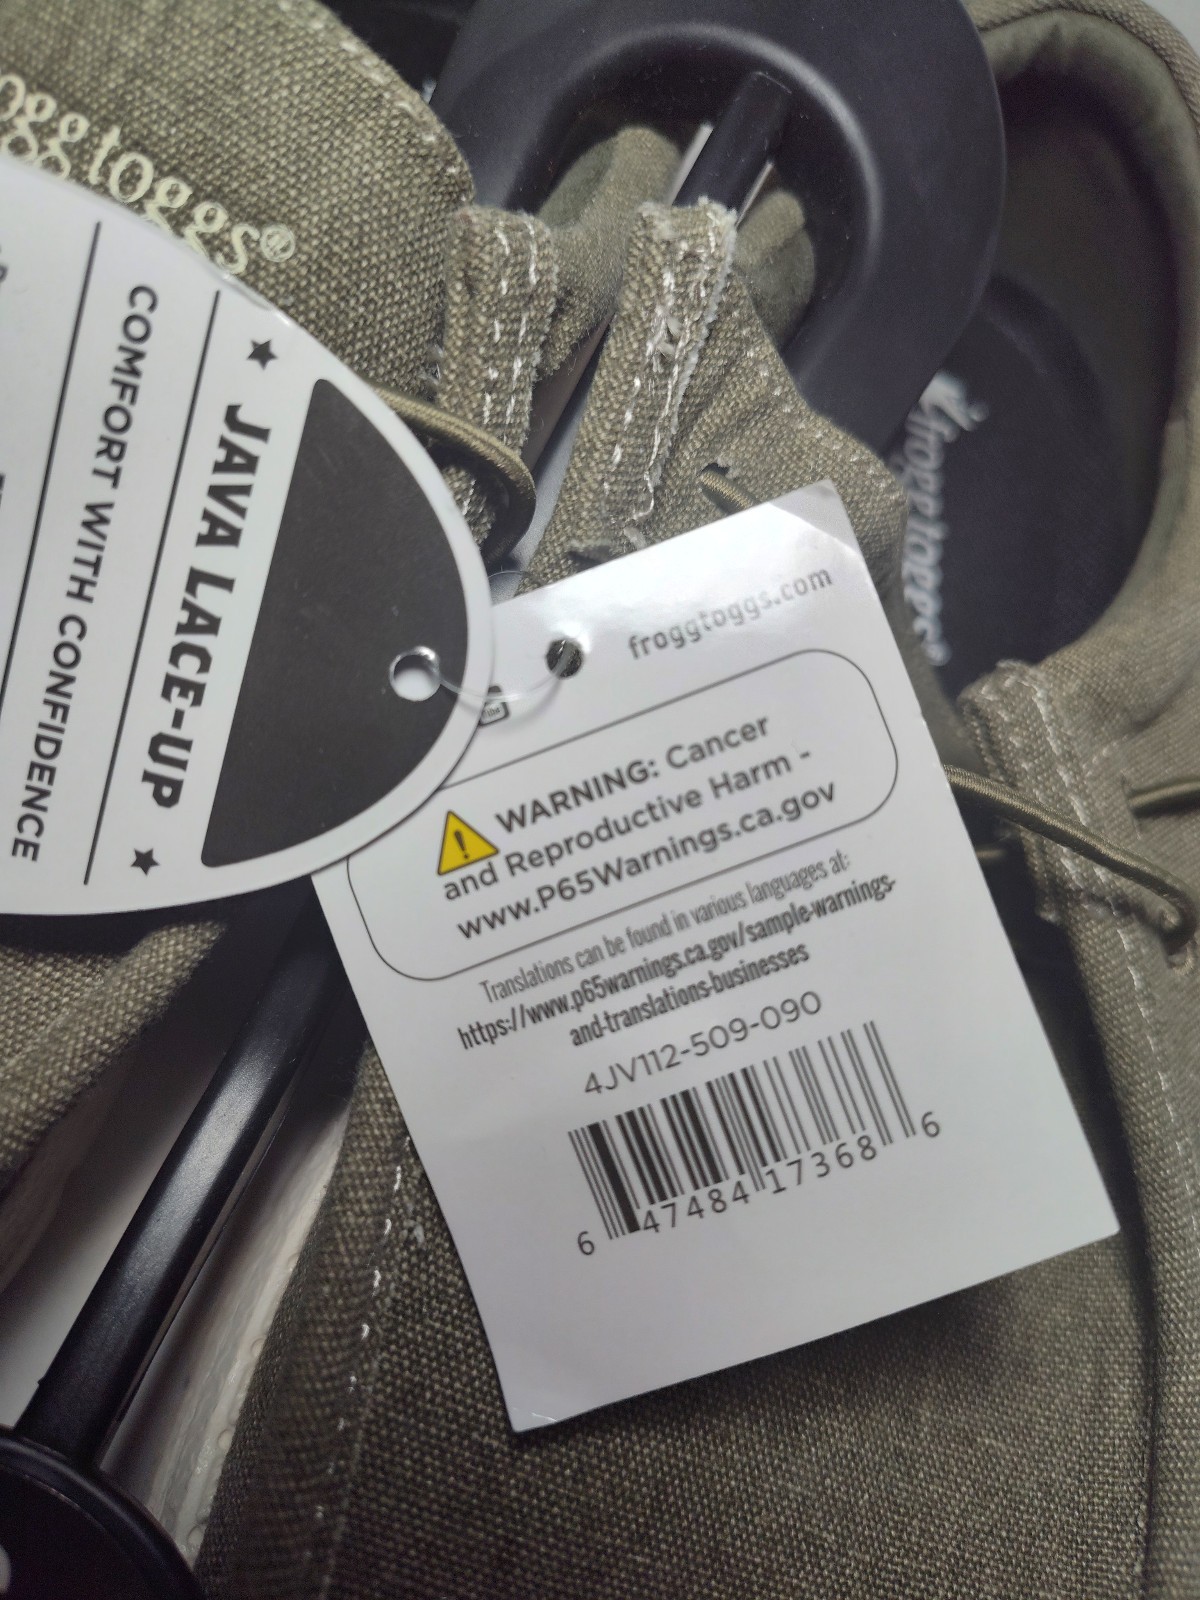 oggtoggs®
JAVA LACE-UP
COMFORT WITH CONFIDENCE
froggtoggs.com
WARNING: Cancer
and Reproductive Harm -
www.P65Warnings.ca.gov
Translations can be found in various languages at:
https://www.p65warnings.ca.gov/sample-warnings-
and-translations-businesses
4JV112-509-090
6 47484 17368 6
froggtoggs